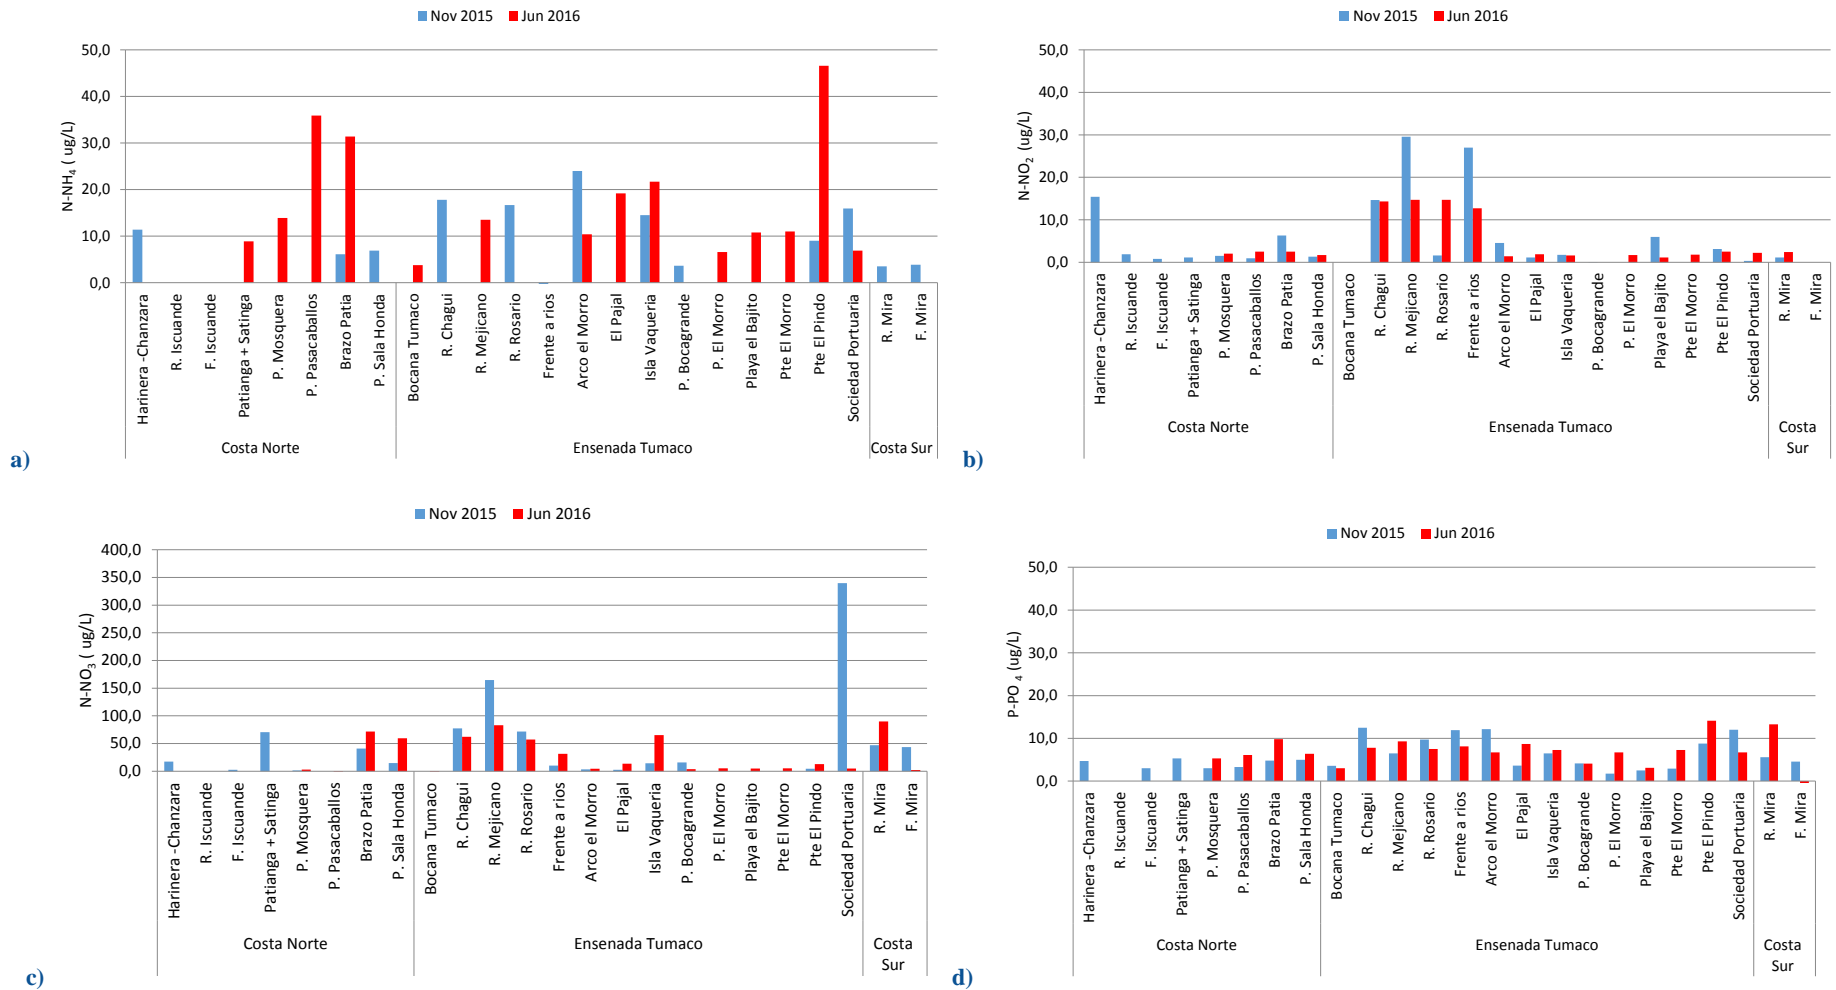 Nov 2015 Jun 2016
50,0
40,0
30,0
20,0
10,0
0,0
N-NH4 ( ug/L)
Harinera -Chanzara
R. Iscuande
F. Iscuande
Patianga + Satinga
P. Mosquera
P. Pasacaballos
Brazo Patia
P. Sala Honda
Bocana Tumaco
R. Chagui
R. Mejicano
R. Rosario
Frente a rios
Arco el Morro
El Pajal
Isla Vaqueria
P. Bocagrande
P. El Morro
Playa el Bajito
Pte El Morro
Pte El Pindo
Sociedad Portuaria
R. Mira
F. Mira
Costa Norte
Ensenada Tumaco
Costa Sur
a)
Nov 2015 Jun 2016
50,0
40,0
30,0
20,0
10,0
0,0
N-NO2 (ug/L)
Harinera -Chanzara
R. Iscuande
F. Iscuande
Patianga + Satinga
P. Mosquera
P. Pasacaballos
Brazo Patia
P. Sala Honda
Bocana Tumaco
R. Chagui
R. Mejicano
R. Rosario
Frente a rios
Arco el Morro
El Pajal
Isla Vaqueria
P. Bocagrande
P. El Morro
Playa el Bajito
Pte El Morro
Pte El Pindo
Sociedad Portuaria
R. Mira
F. Mira
Costa Norte
Ensenada Tumaco
Costa
Sur
b)
Nov 2015 Jun 2016
400,0
350,0
300,0
250,0
200,0
150,0
100,0
50,0
0,0
N-NO3 ( ug/L)
Harinera -Chanzara
R. Iscuande
F. Iscuande
Patianga + Satinga
P. Mosquera
P. Pasacaballos
Brazo Patia
P. Sala Honda
Bocana Tumaco
R. Chagui
R. Mejicano
R. Rosario
Frente a rios
Arco el Morro
El Pajal
Isla Vaqueria
P. Bocagrande
P. El Morro
Playa el Bajito
Pte El Morro
Pte El Pindo
Sociedad Portuaria
R. Mira
F. Mira
Costa Norte
Ensenada Tumaco
Costa
Sur
c)
Nov 2015 Jun 2016
50,0
40,0
30,0
20,0
10,0
0,0
P-PO 4 (ug/L)
Harinera -Chanzara
R. Iscuande
F. Iscuande
Patianga + Satinga
P. Mosquera
P. Pasacaballos
Brazo Patia
P. Sala Honda
Bocana Tumaco
R. Chagui
R. Mejicano
R. Rosario
Frente a rios
Arco el Morro
El Pajal
Isla Vaqueria
P. Bocagrande
P. El Morro
Playa el Bajito
Pte El Morro
Pte El Pindo
Sociedad Portuaria
R. Mira
F. Mira
Costa Norte
Ensenada Tumaco
Costa
Sur
d)